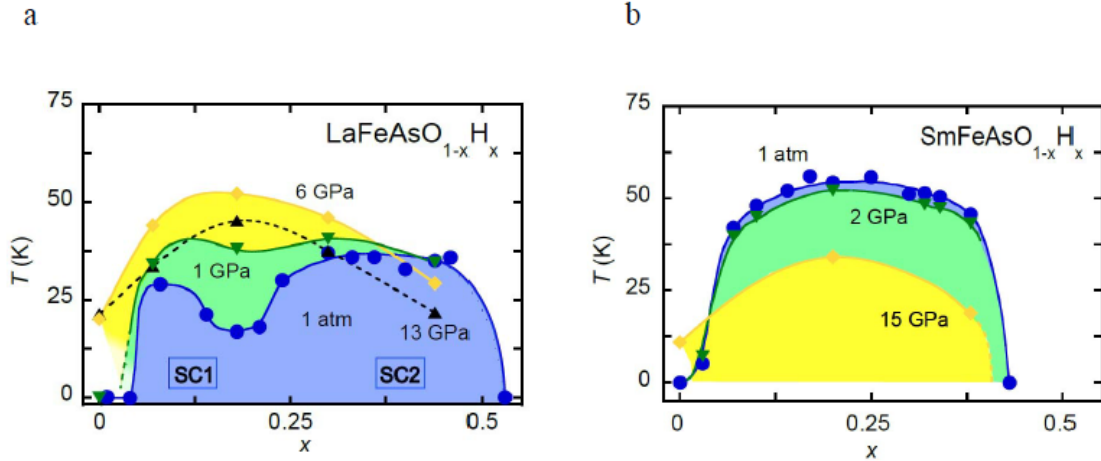 a
b
75
50
25
0
T (K)
LaFeAsO1-xHx
6 GPa
1 GPa
1 atm
13 GPa
SC1
SC2
0
0.25
0.5
x
75
50
25
0
T (K)
SmFeAsO1-xHx
1 atm
2 GPa
15 GPa
0
0.25
0.5
x